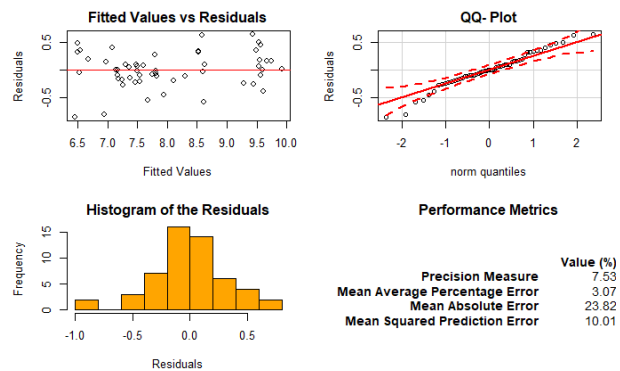 Fitted Values vs Residuals
Residuals
0.5
-0.5
6.5 7.0 7.5 8.0 8.5 9.0 9.5 10.0
Fitted Values
QQ- Plot
Residuals
0.5
-0.5
-2 -1 0 1 2
norm quantiles
Histogram of the Residuals
Frequency
15
10
5
0
-1.0 -0.5 0.0 0.5
Residuals
Performance Metrics
Value (%)
Precision Measure 7.53
Mean Average Percentage Error 3.07
Mean Absolute Error 23.82
Mean Squared Prediction Error 10.01